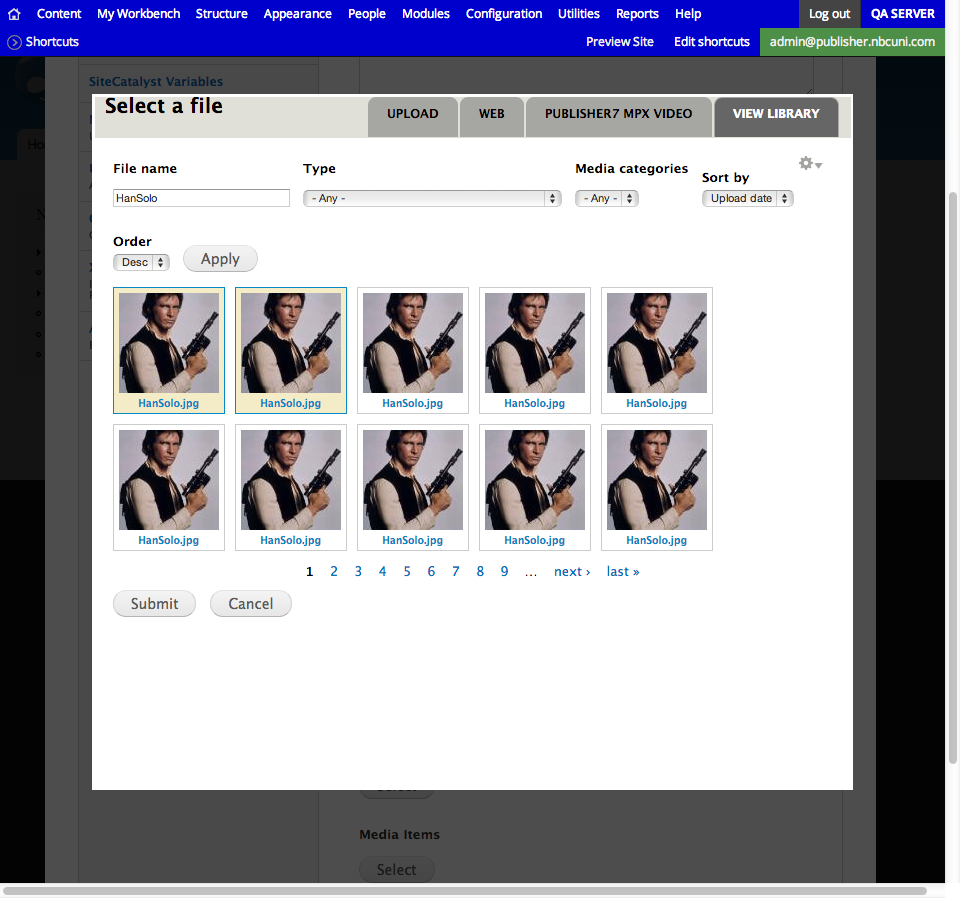 Content My Workbench Structure Appearance People Modules Configuration Utilities Reports Help Log out QA SERVER
Shortcuts Preview Site Edit shortcuts admin@publisher.nbcuni.com
SiteCatalyst Variables
Select a file UPLOAD WEB PUBLISHER7 MPX VIDEO VIEW LIBRARY
File name Type Media categories Sort by
HanSolo - Any - - Any - Upload date
Order
Desc Apply
HanSolo.jpg HanSolo.jpg HanSolo.jpg HanSolo.jpg HanSolo.jpg
HanSolo.jpg HanSolo.jpg HanSolo.jpg HanSolo.jpg HanSolo.jpg
1 2 3 4 5 6 7 8 9 … next › last »
Submit Cancel
Media Items
Select